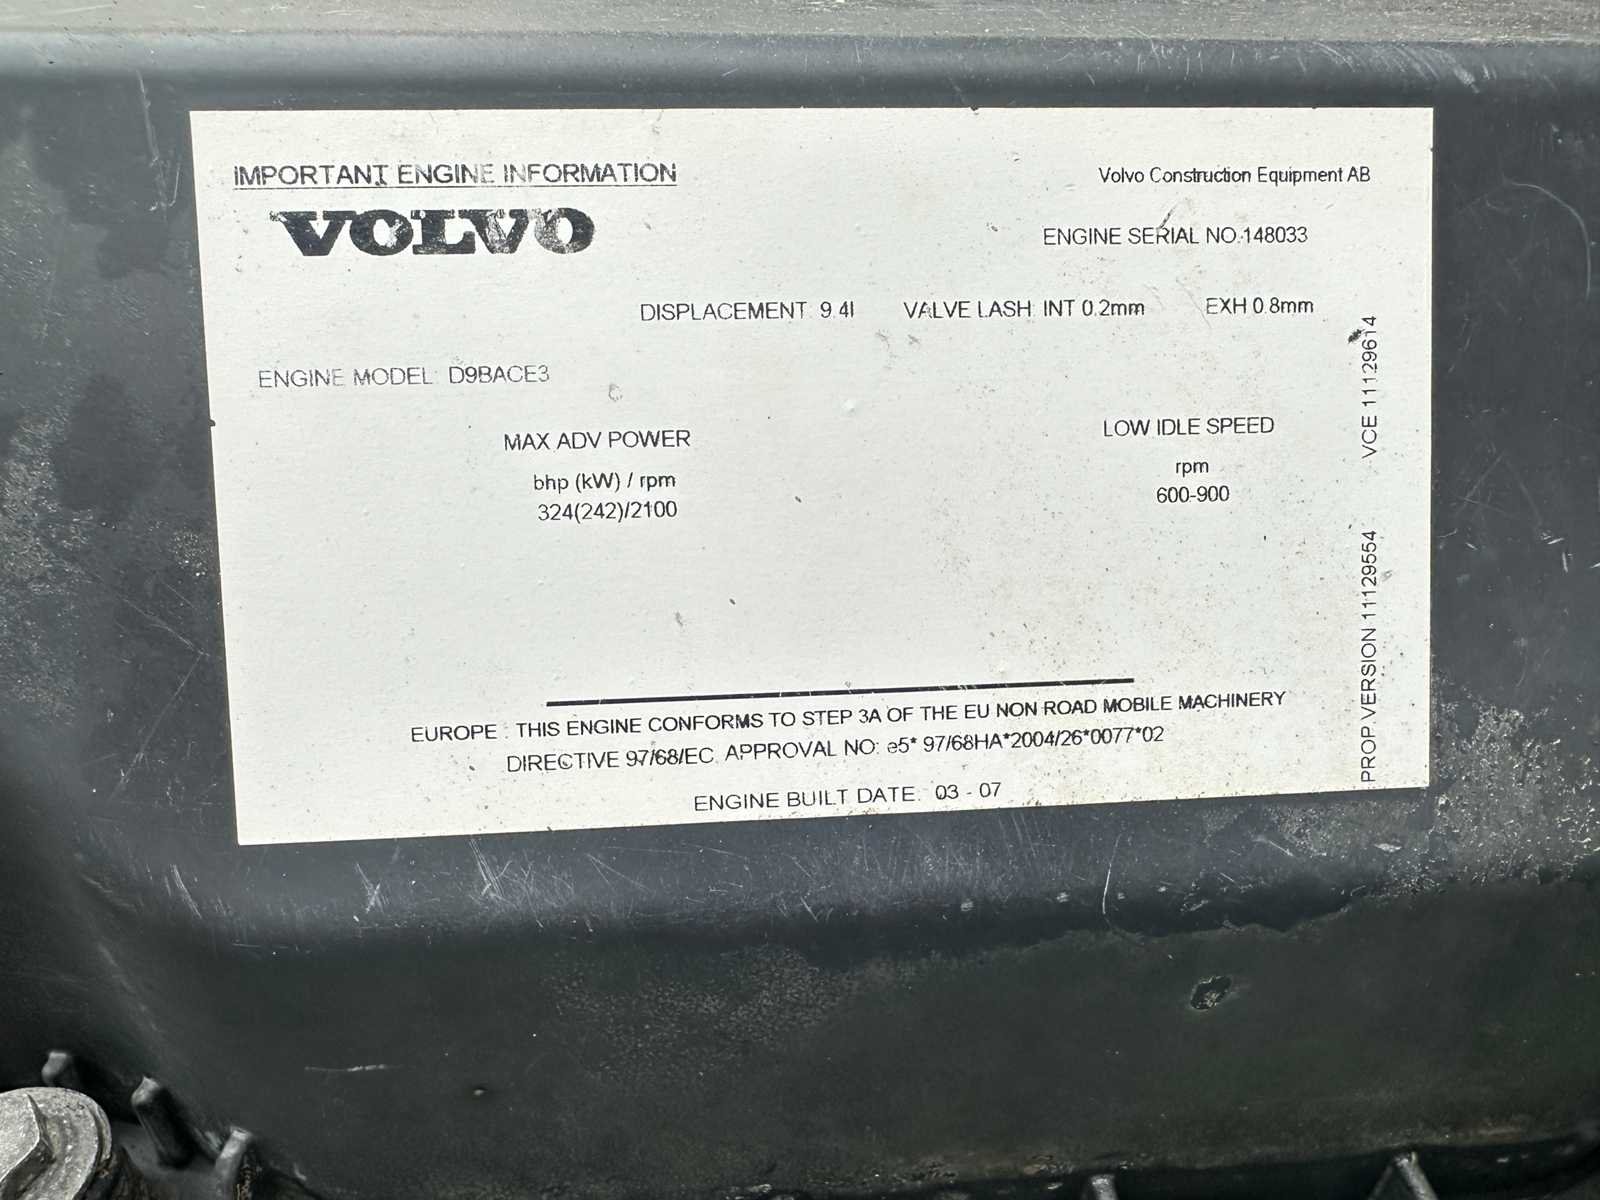 IMPORTANT ENGINE INFORMATION
Volvo Construction Equipment AB
VOLVO
ENGINE SERIAL NO.148033
DISPLACEMENT: 9.4l VALVE LASH: INT 0.2mm EXH 0.8mm
ENGINE MODEL: D9BACE3
MAX ADV POWER
bhp (kW) / rpm
324(242)/2100
LOW IDLE SPEED
rpm
600-900
EUROPE : THIS ENGINE CONFORMS TO STEP 3A OF THE EU NON ROAD MOBILE MACHINERY
DIRECTIVE 97/68/EC. APPROVAL NO: e5* 97/68HA*2004/26*0077*02
ENGINE BUILT DATE: 03 - 07
PROP.VERSION 11129554 VCE 11129614